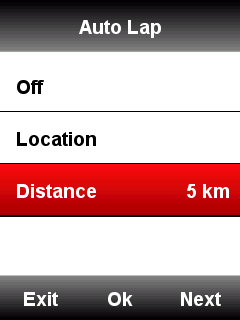 Auto Lap
Off
Location
Distance 5 km
Exit Ok Next